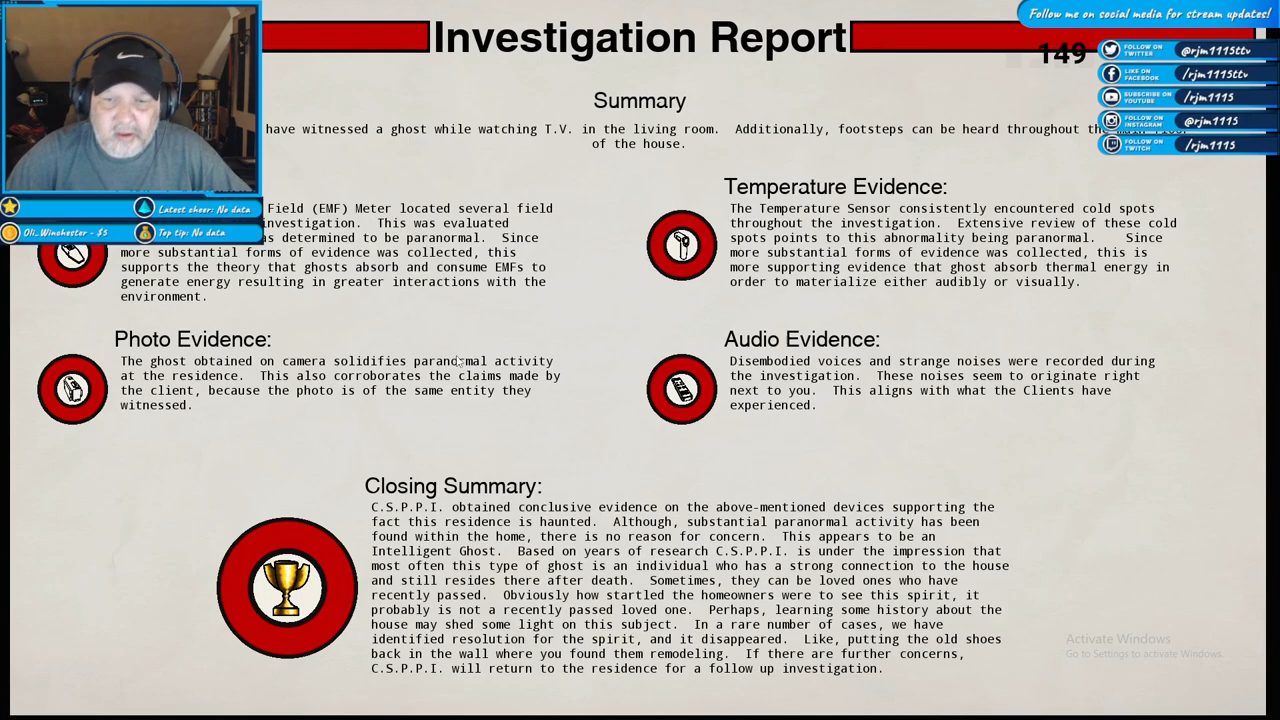 Investigation Report
Follow me on social media for stream updates!
149
FOLLOW ON TWITTER @rjm1115ttv
LIKE ON FACEBOOK /rjm1115ttv
SUBSCRIBE ON YOUTUBE /rjm1115
FOLLOW ON INSTAGRAM @rjm1115
FOLLOW ON TWITCH /rjm1115
Summary
have witnessed a ghost while watching T.V. in the living room.  Additionally, footsteps can be heard throughout
of the house.
Latest cheer: No data
Oli_Winchester - $5
Top tip: No data
Field (EMF) Meter located several field
investigation.  This was evaluated
determined to be paranormal.  Since
more substantial forms of evidence was collected, this
supports the theory that ghosts absorb and consume EMFs to
generate energy resulting in greater interactions with the
environment.
Temperature Evidence:
The Temperature Sensor consistently encountered cold spots
throughout the investigation.  Extensive review of these cold
spots points to this abnormality being paranormal.    Since
more substantial forms of evidence was collected, this is
more supporting evidence that ghost absorb thermal energy in
order to materialize either audibly or visually.
Photo Evidence:
The ghost obtained on camera solidifies paranormal activity
at the residence.  This also corroborates the claims made by
the client, because the photo is of the same entity they
witnessed.
Audio Evidence:
Disembodied voices and strange noises were recorded during
the investigation.  These noises seem to originate right
next to you.  This aligns with what the Clients have
experienced.
Closing Summary:
C.S.P.P.I. obtained conclusive evidence on the above-mentioned devices supporting the
fact this residence is haunted.  Although, substantial paranormal activity has been
found within the home, there is no reason for concern.  This appears to be an
Intelligent Ghost.  Based on years of research C.S.P.P.I. is under the impression that
most often this type of ghost is an individual who has a strong connection to the house
and still resides there after death.  Sometimes, they can be loved ones who have
recently passed.  Obviously how startled the homeowners were to see this spirit, it
probably is not a recently passed loved one.  Perhaps, learning some history about the
house may shed some light on this subject.  In a rare number of cases, we have
identified resolution for the spirit, and it disappeared.  Like, putting the old shoes
back in the wall where you found them remodeling.  If there are further concerns,
C.S.P.P.I. will return to the residence for a follow up investigation.
Activate Windows
Go to Settings to activate Windows.